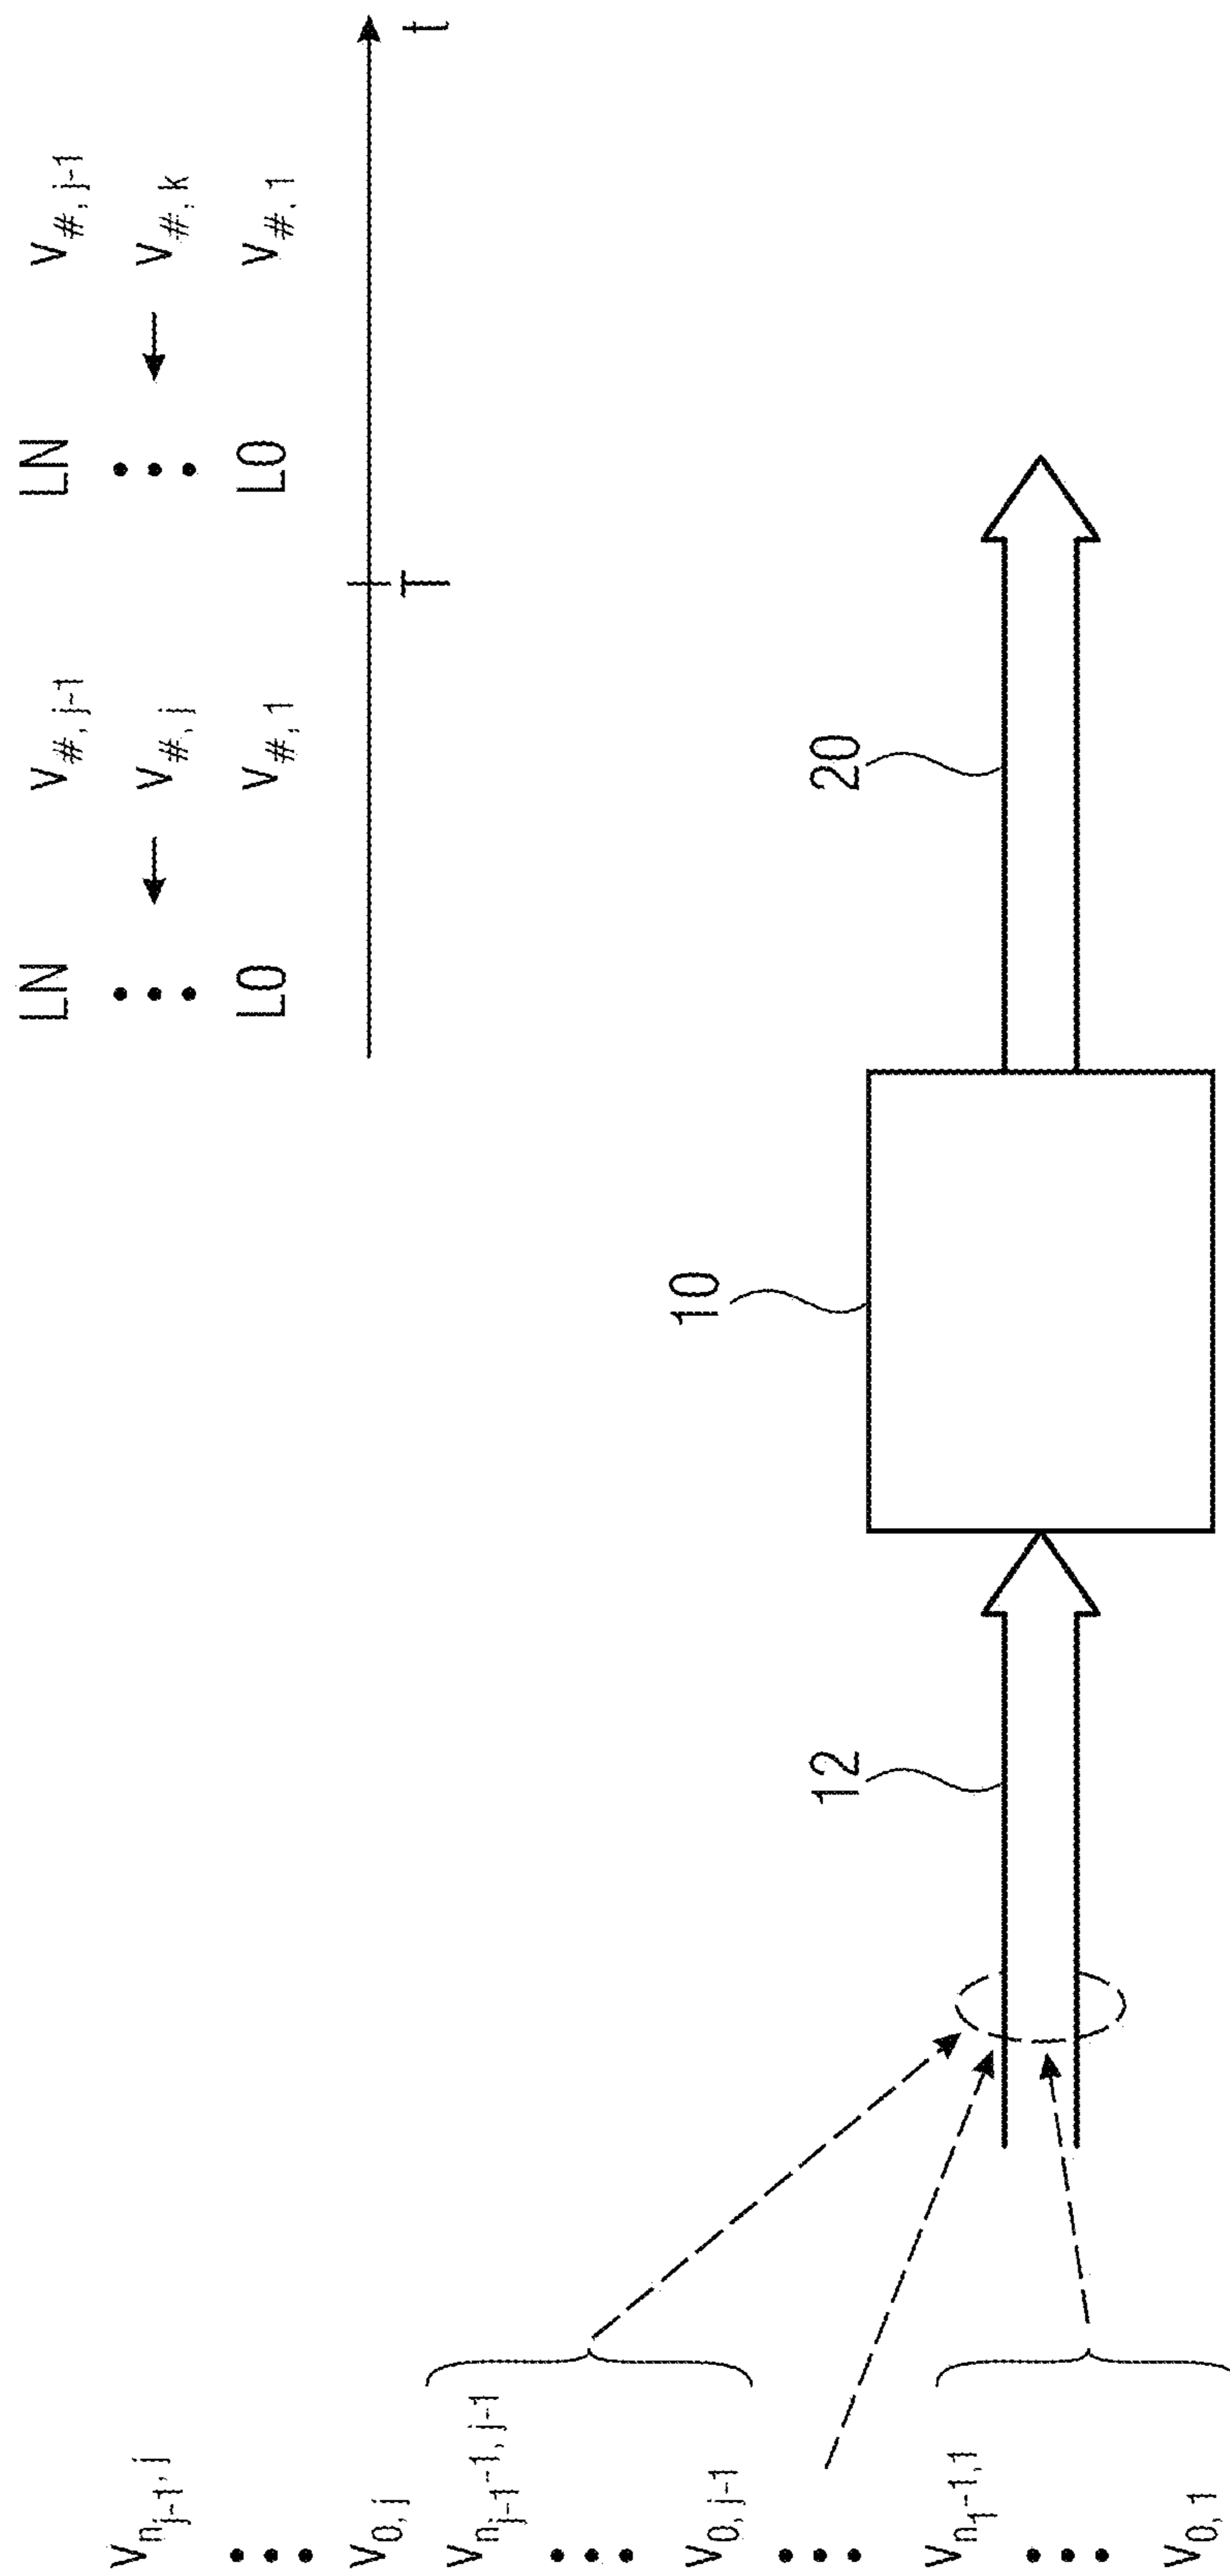 LN V#, j-1 LN V#, j-1
V#, j V#, k
L0 V#, 1 L0 V#, 1
T t
Vnj-1, j
V0, j
Vnj-1-1, j-1
V0, j-1
Vn1-1,1
V0, 1
10
12
20